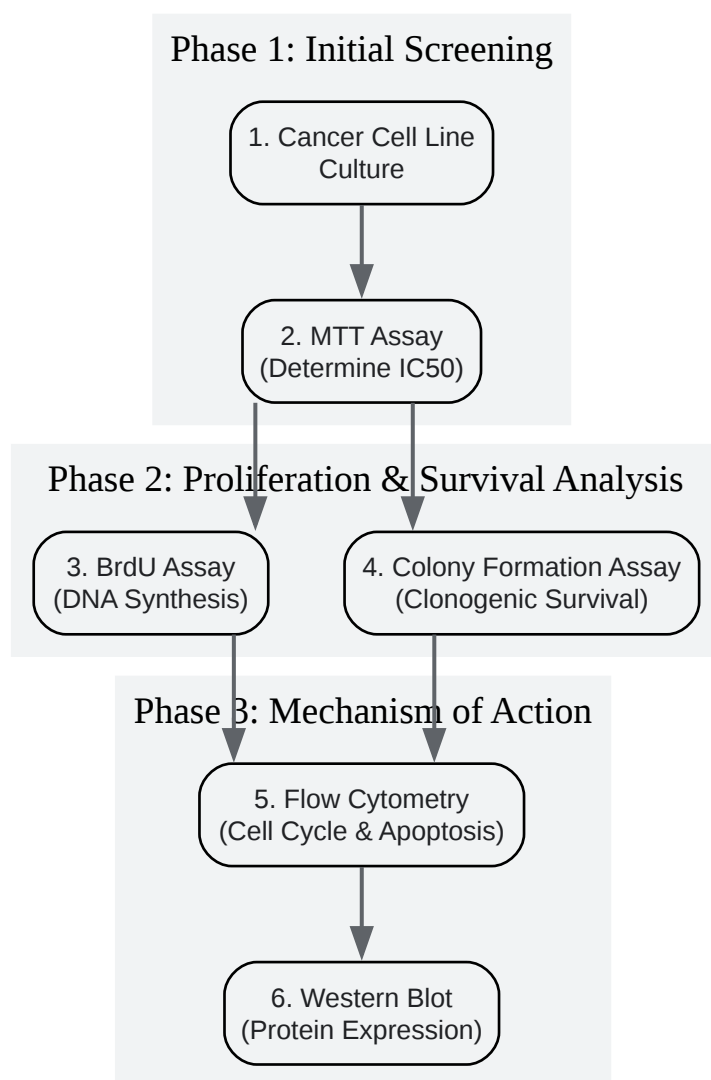 Phase 1: Initial Screening
1. Cancer Cell Line
Culture
2. MTT Assay
(Determine IC50)
Phase 2: Proliferation & Survival Analysis
3. BrdU Assay
(DNA Synthesis)
4. Colony Formation Assay
(Clonogenic Survival)
Phase 3: Mechanism of Action
5. Flow Cytometry
(Cell Cycle & Apoptosis)
6. Western Blot
(Protein Expression)